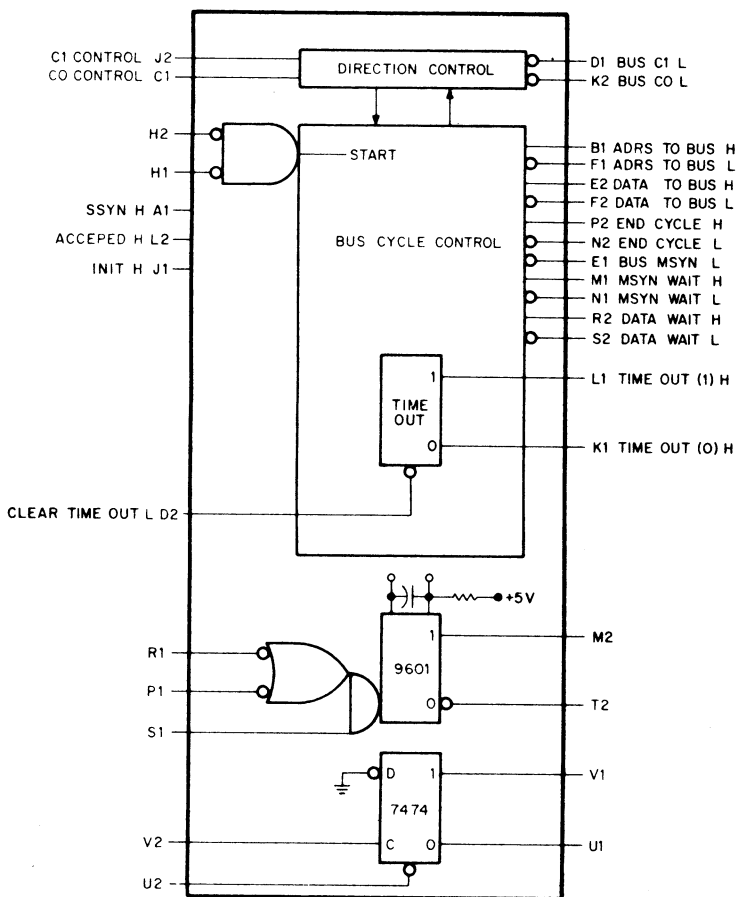 C1 CONTROL J2
CO CONTROL C1
DIRECTION CONTROL
D1 BUS C1 L
K2 BUS CO L
H2
H1
START
SSYN H A1
ACCEPED H L2
INIT H J1
BUS CYCLE CONTROL
B1 ADRS TO BUS H
F1 ADRS TO BUS L
E2 DATA TO BUS H
F2 DATA TO BUS L
P2 END CYCLE H
N2 END CYCLE L
E1 BUS MSYN L
M1 MSYN WAIT H
N1 MSYN WAIT L
R2 DATA WAIT H
S2 DATA WAIT L
1
TIME
OUT
0
L1 TIME OUT (1) H
K1 TIME OUT (0) H
CLEAR TIME OUT L D2
+5V
R1
P1
S1
1
9601
0
M2
T2
D 1
7474
C 0
V1
V2
U1
U2